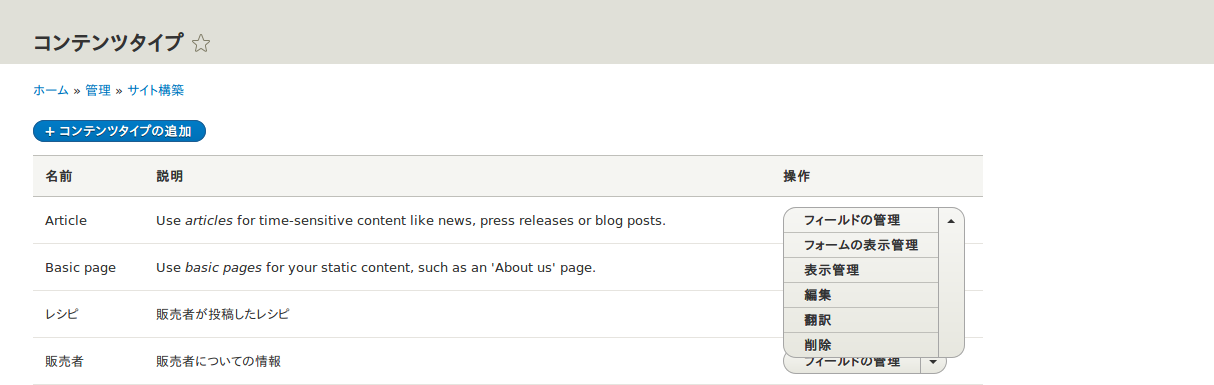 コンテンツタイプ
ホーム » 管理 » サイト構築
+ コンテンツタイプの追加
名前 説明 操作
Article Use articles for time-sensitive content like news, press releases or blog posts. フィールドの管理
フォームの表示管理
Basic page Use basic pages for your static content, such as an 'About us' page. 表示管理
編集
レシピ 販売者が投稿したレシピ 翻訳
削除
販売者 販売者についての情報 フィールドの管理